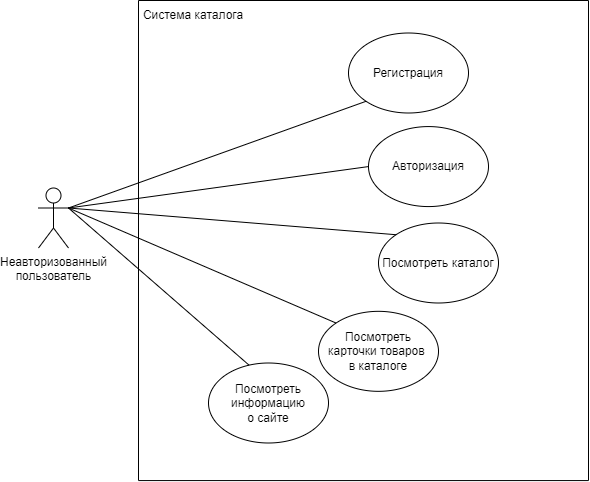 Система каталога
Регистрация
Авторизация
Неавторизованный
пользователь
Посмотреть каталог
Посмотреть
карточки товаров
в каталоге
Посмотреть
информацию
о сайте